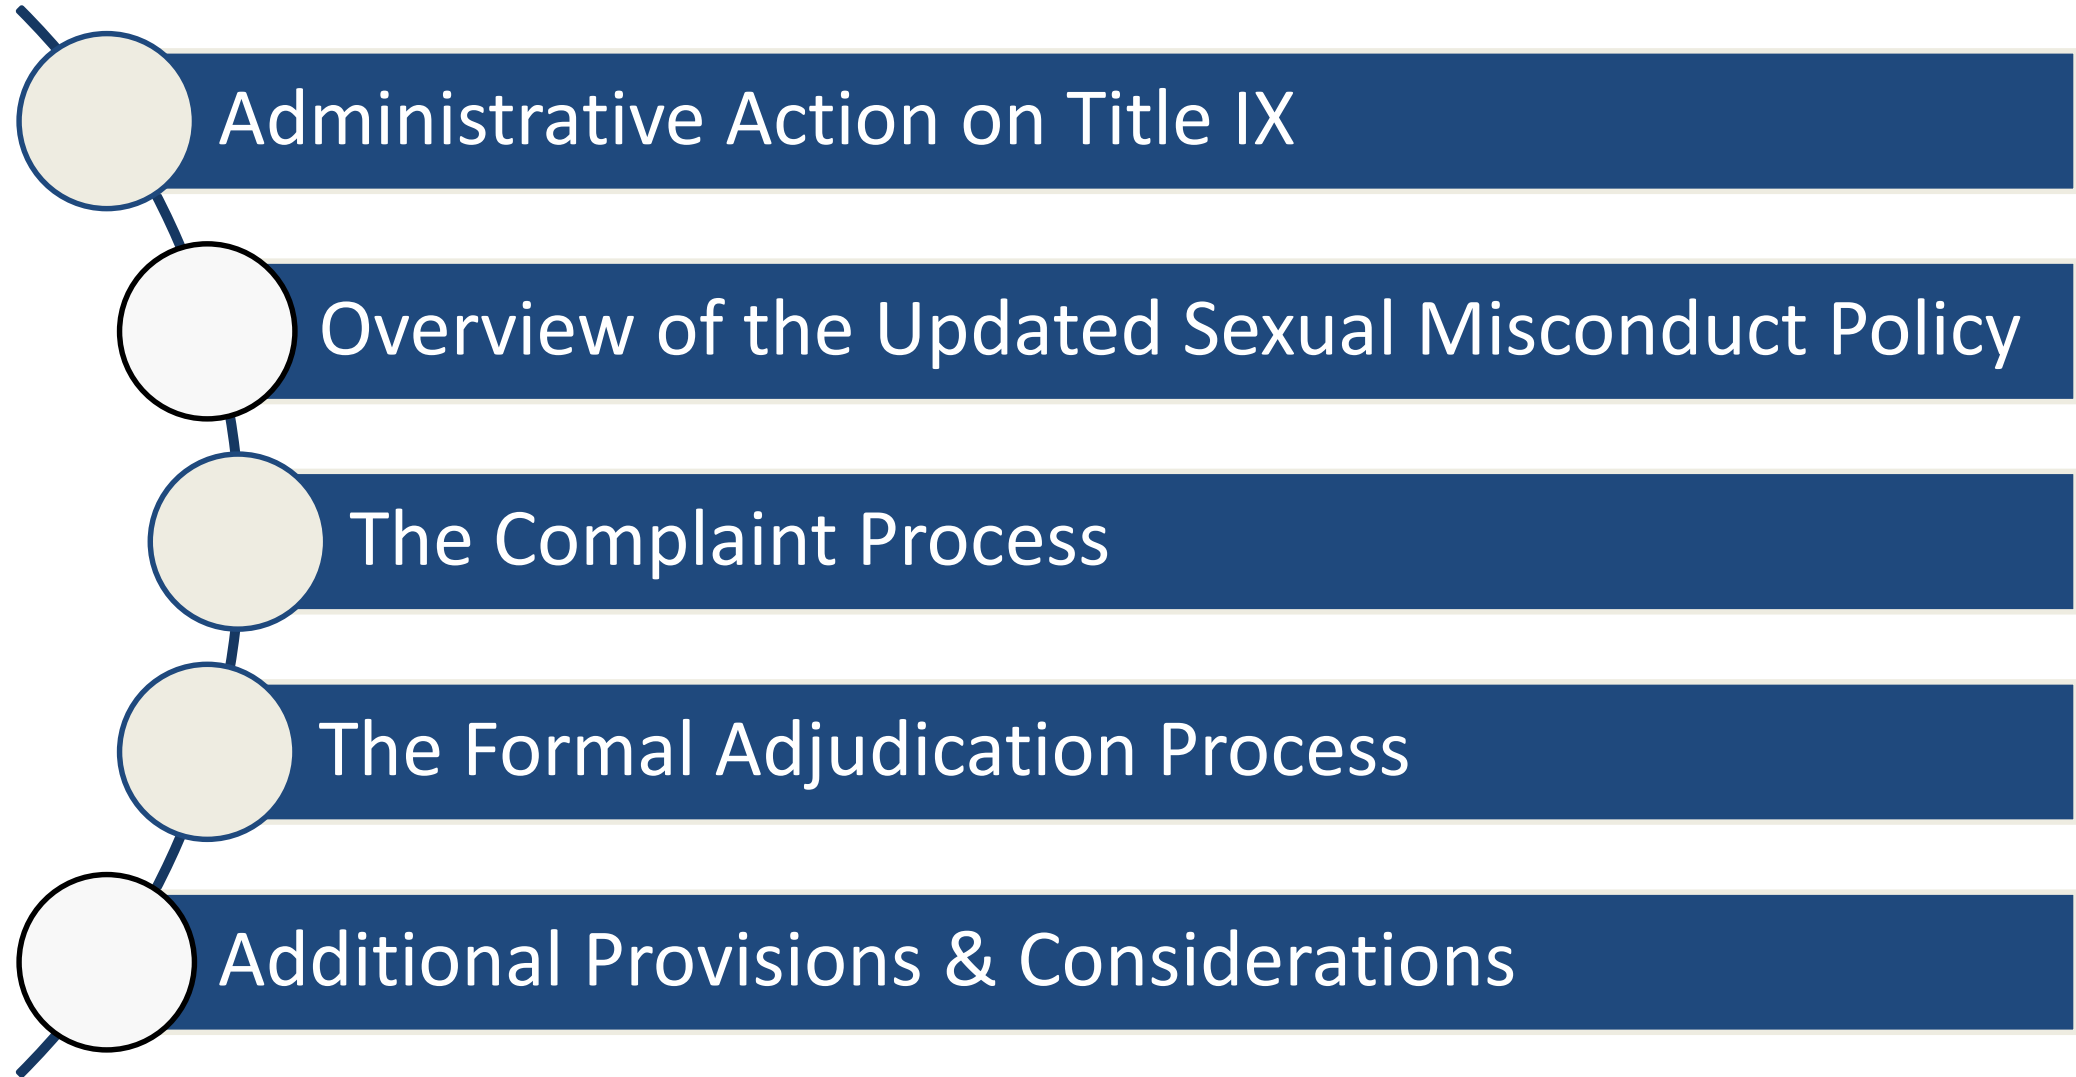 Administrative Action on Title IX
Overview of the Updated Sexual Misconduct Policy
The Complaint Process
The Formal Adjudication Process
Additional Provisions & Considerations